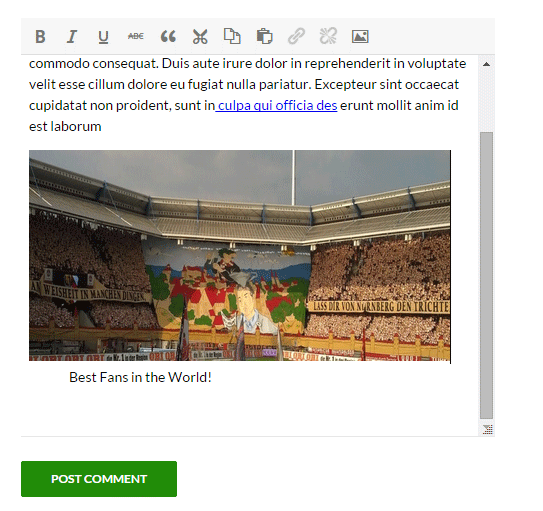 B I U ABC
commodo consequat. Duis aute irure dolor in reprehenderit in voluptate
velit esse cillum dolore eu fugiat nulla pariatur. Excepteur sint occaecat
cupidatat non proident, sunt in culpa qui officia des erunt mollit anim id
est laborum
AN WEISHEIT IN MANCHEN DINGEN
LASS DIR VON NÜRNBERG DEN TRICHTE
Best Fans in the World!
POST COMMENT